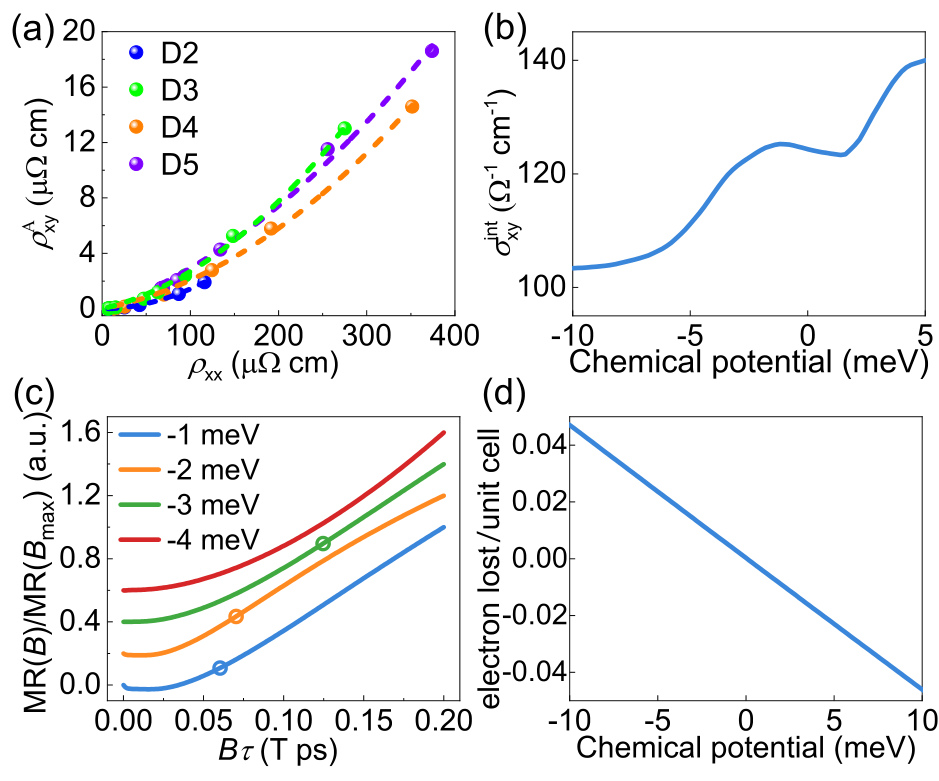 (a)
20
16
12
8
4
0
ρxyA (μΩ cm)
D2
D3
D4
D5
0 100 200 300 400
ρxx (μΩ cm)
(b)
140
120
100
σxyint (Ω-1 cm-1)
-10 -5 0 5
Chemical potential (meV)
(c)
1.6
1.2
0.8
0.4
0.0
MR(B)/MR(Bmax) (a.u.)
-1 meV
-2 meV
-3 meV
-4 meV
0.00 0.05 0.10 0.15 0.20
Bτ (T ps)
(d)
0.04
0.02
0.00
-0.02
-0.04
electron lost/unit cell
-10 -5 0 5 10
Chemical potential (meV)